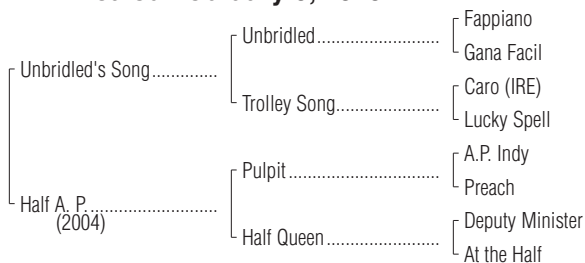 Fappiano
Unbridled
Gana Facil
Unbridled's Song
Caro (IRE)
Trolley Song
Lucky Spell
A.P. Indy
Pulpit
Preach
Half A. P.
(2004)
Deputy Minister
Half Queen
At the Half